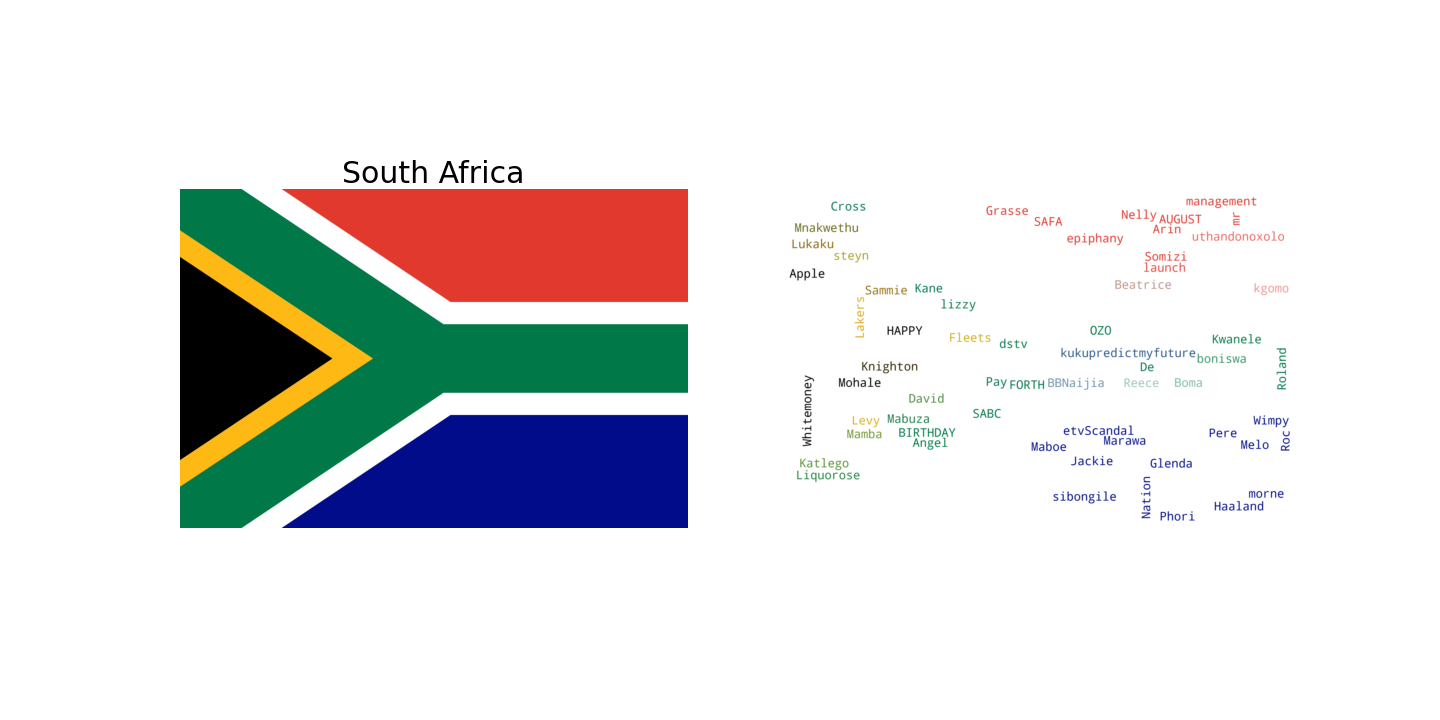 South Africa
Cross
Grasse
SAFA
Nelly
AUGUST
management
mr
Mnakwethu
Arin
Lukaku
epiphany
uthandonoxolo
steyn
Somizi
launch
Apple
Beatrice
kgomo
Sammie
Kane
lizzy
Lakers
HAPPY
OZO
Fleets
dstv
Kwanele
kukupredictmyfuture
boniswa
Roland
Knighton
De
Mohale
Pay
FORTH
BBNaijia
Reece
Boma
Whitemoney
David
Levy
Mabuza
SABC
Wimpy
Mamba
BIRTHDAY
etvScandal
Pere
Roc
Angel
Maboe
Marawa
Melo
Katlego
Jackie
Glenda
Liquorose
sibongile
Nation
morne
Haaland
Phori